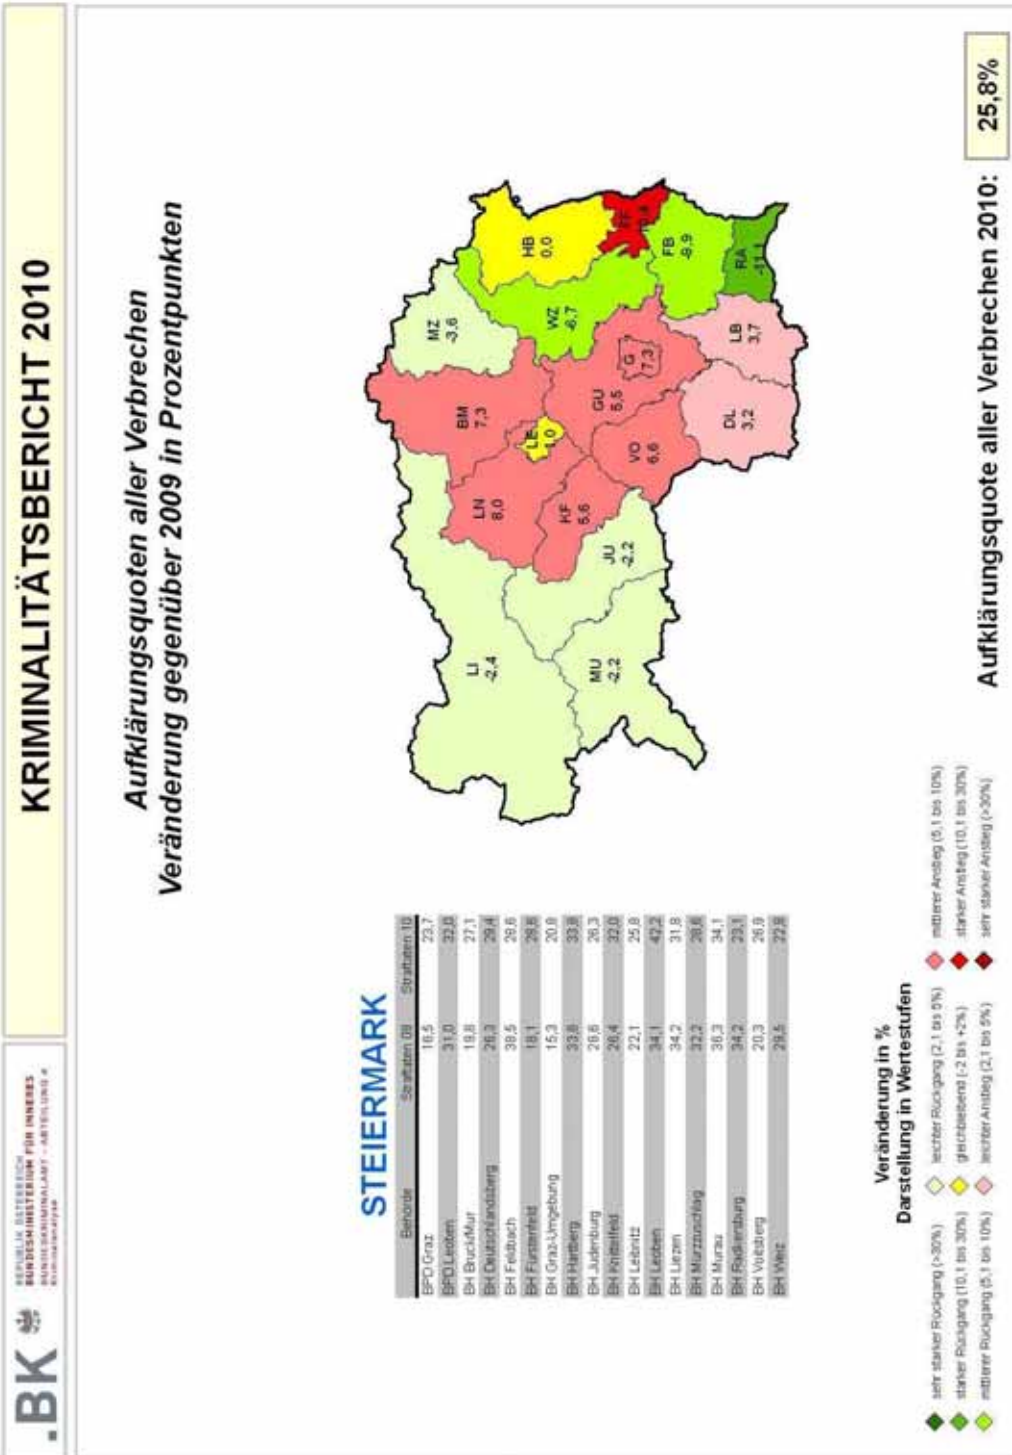 .BK
REPUBLIK ÖSTERREICH
BUNDESMINISTERIUM FÜR INNERES
BUNDESKRIMINALAMT - ABTEILUNG 4
Kriminalanalyse
KRIMINALITÄTSBERICHT 2010
Aufklärungsquoten aller Verbrechen
Veränderung gegenüber 2009 in Prozentpunkten
STEIERMARK
Behörde Straftaten 09 Straftaten 10
BPD Graz 16,5 23,7
BPD Leoben 31,0 32,0
BH Bruck/Mur 19,8 27,1
BH Deutschlandsberg 26,3 29,4
BH Feldbach 38,5 28,6
BH Fürstenfeld 18,1 28,6
BH Graz-Umgebung 15,3 20,9
BH Hartberg 33,8 33,8
BH Judenburg 28,6 26,3
BH Knittelfeld 26,4 32,0
BH Leibnitz 22,1 25,8
BH Leoben 34,1 42,2
BH Liezen 34,2 31,8
BH Mürzzuschlag 32,2 28,6
BH Murau 36,3 34,1
BH Radkersburg 34,2 23,1
BH Voitsberg 20,3 26,9
BH Weiz 29,5 22,8
LI
-2,4
MU
-2,2
JU
-2,2
LN
8,0
KF
5,6
BM
7,3
LE
1,0
MZ
-3,6
GU
5,5
G
7,3
VO
6,6
DL
3,2
LB
3,7
WZ
-6,7
HB
0,0
FF
FB
-9,9
RA
-11,1
Veränderung in %
Darstellung in Wertestufen
sehr starker Rückgang (>30%)
starker Rückgang (10,1 bis 30%)
mittlerer Rückgang (5,1 bis 10%)
leichter Rückgang (2,1 bis 5%)
gleichbleibend (-2 bis +2%)
leichter Anstieg (2,1 bis 5%)
mittlerer Anstieg (5,1 bis 10%)
starker Anstieg (10,1 bis 30%)
sehr starker Anstieg (>30%)
Aufklärungsquote aller Verbrechen 2010: 25,8%